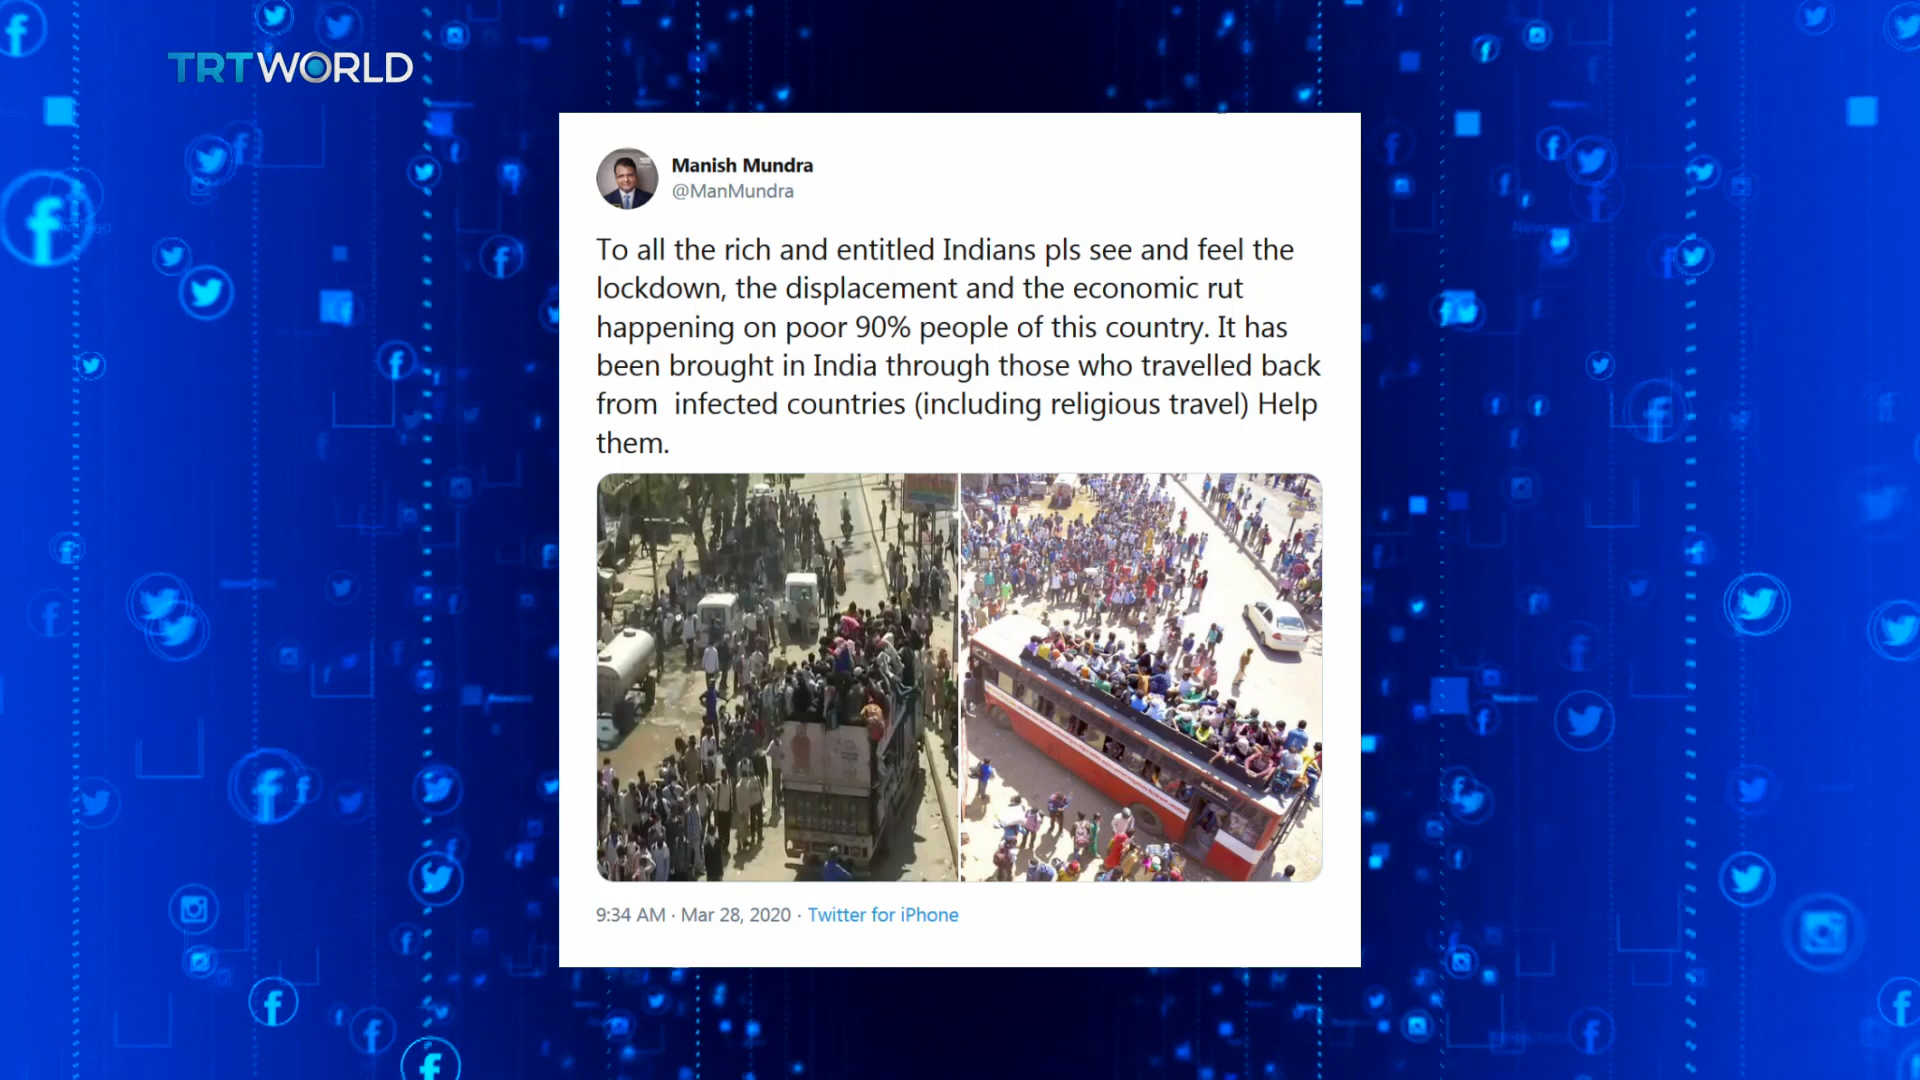 TRT WORLD
Manish Mundra
@ManMundra
To all the rich and entitled Indians pls see and feel the
lockdown, the displacement and the economic rut
happening on poor 90% people of this country. It has
been brought in India through those who travelled back
from  infected countries (including religious travel) Help
them.
9:34 AM · Mar 28, 2020 · Twitter for iPhone